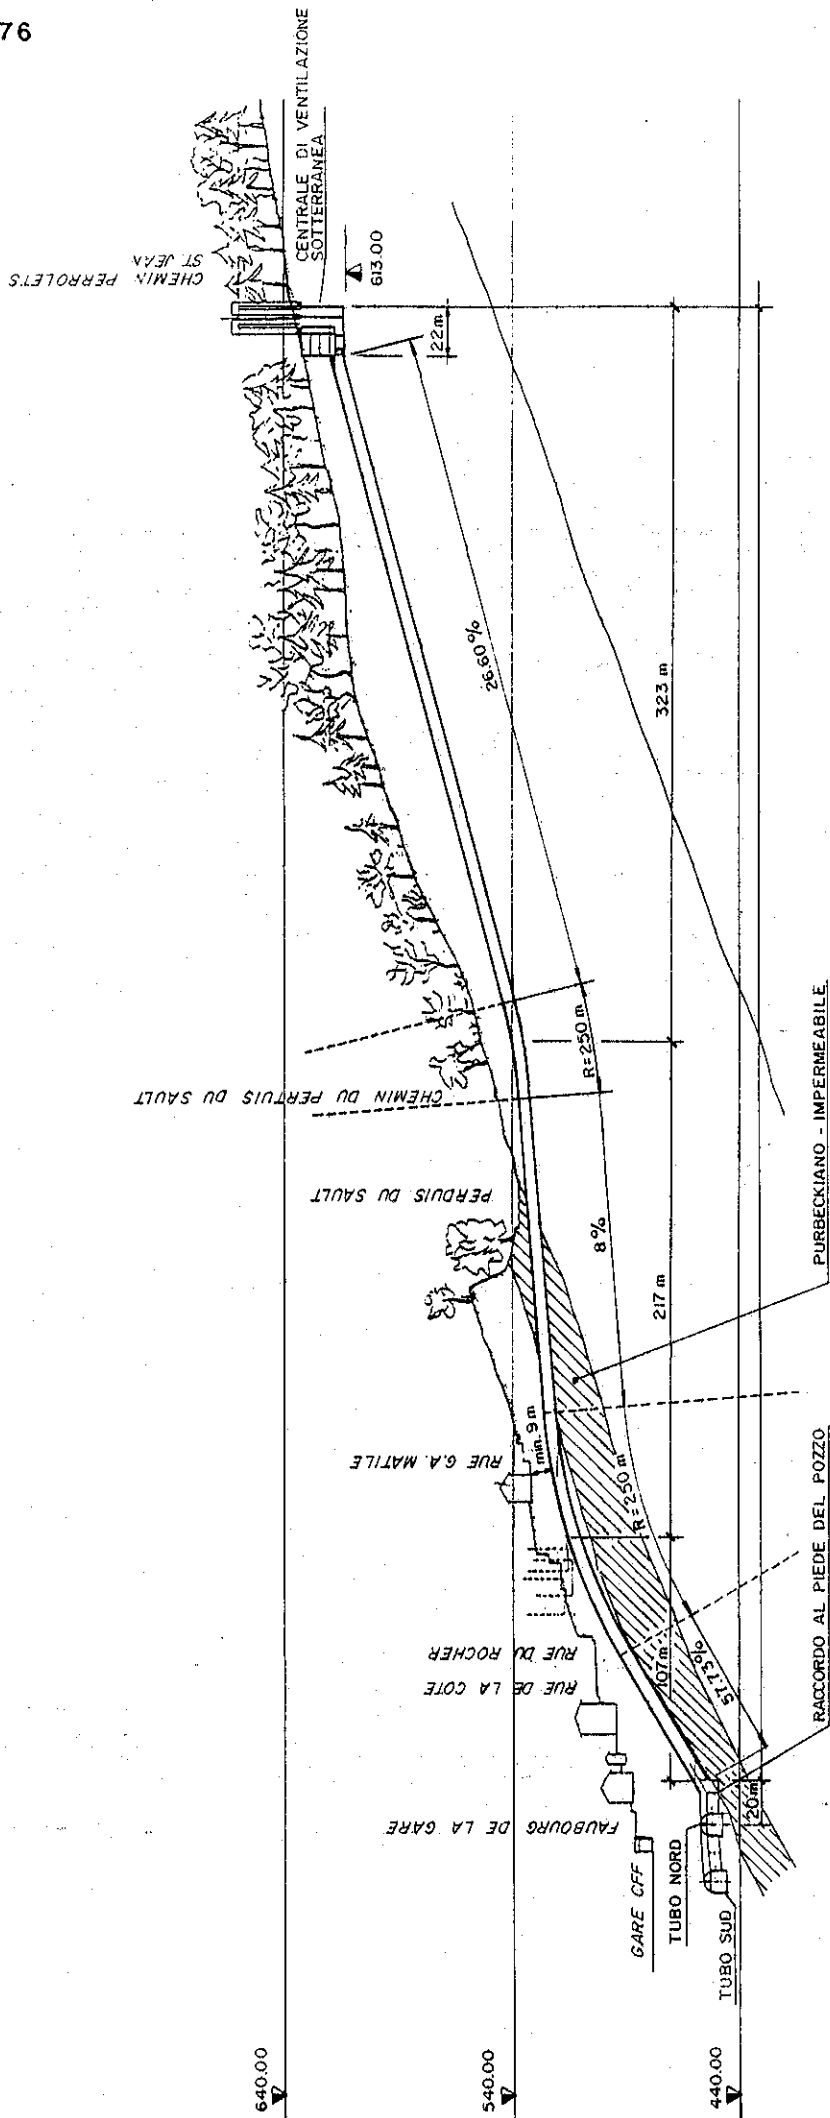 76
CENTRALE DI VENTILAZIONE
SOTTERRANEA
CHEMIN PERROLETS
ST. JEAN
613.00
22m
26.60%
323 m
R=250 m
CHEMIN DU PERTUIS DU SAULT
PERDUIS DU SAULT
8%
217 m
PURBECKIANO - IMPERMEABILE
min. 9 m
RUE G.A. MATILE
R=250 m
RUE DU ROCHER
RUE DE LA COTE
107m
57.73%
RACCORDO AL PIEDE DEL POZZO
FAUBOURG DE LA GARE
20m
GARE CFF
TUBO NORD
TUBO SUD
640.00
540.00
440.00